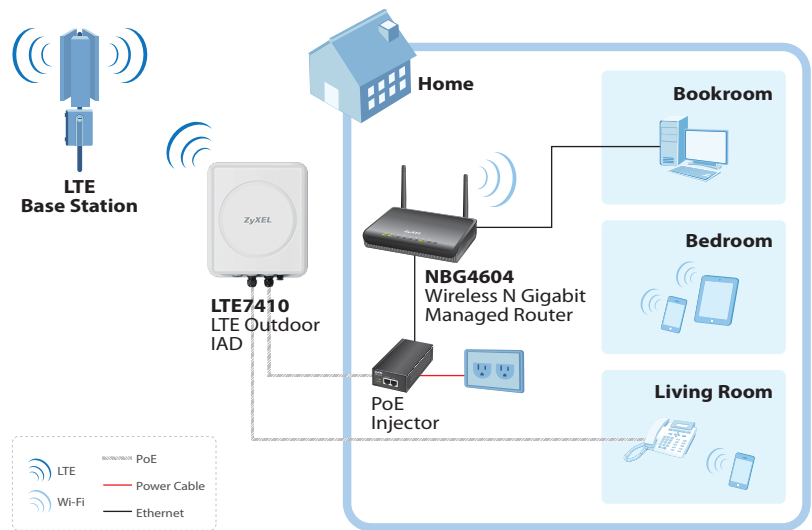 Home
Bookroom
LTE
Base Station
ZyXEL
ZyXEL
Bedroom
NBG4604
Wireless N Gigabit
Managed Router
LTE7410
LTE Outdoor
IAD
PoE
Injector
Living Room
LTE
Wi-Fi
PoE
Power Cable
Ethernet